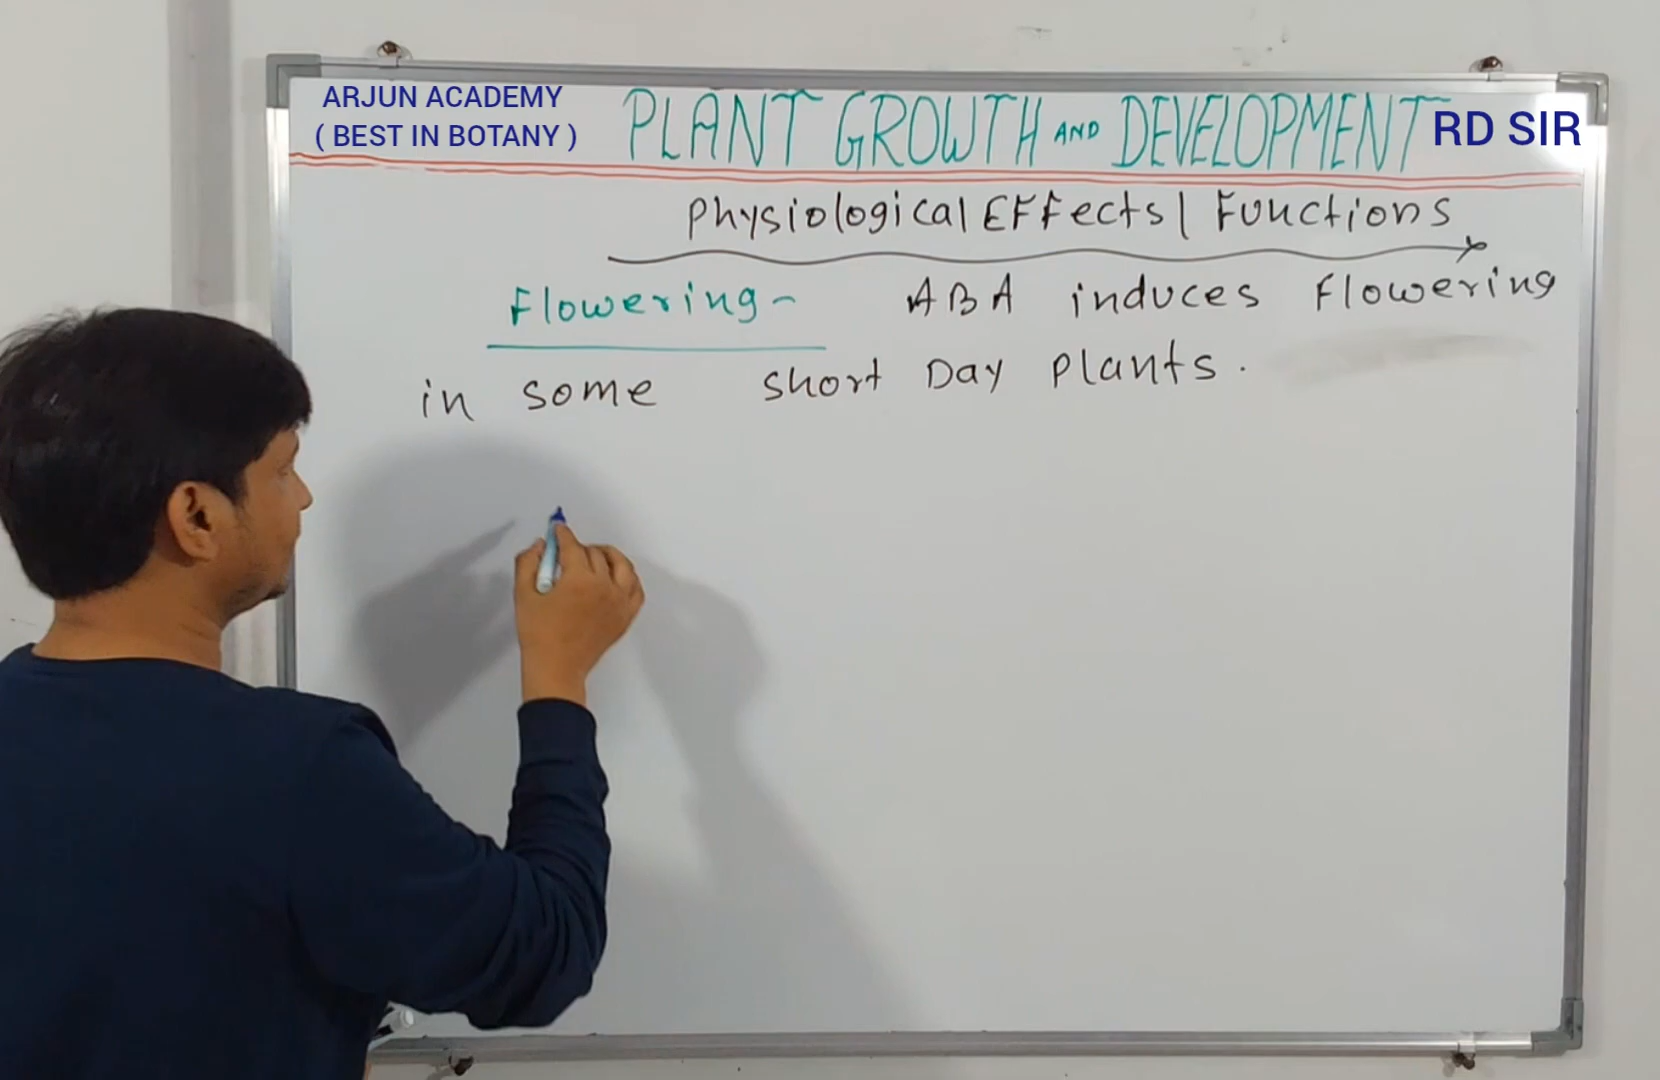 ARJUN ACADEMY
( BEST IN BOTANY )
PLANT GROWTH AND DEVELOPMENT
RD SIR
Physiological Effects| Functions
Flowering - ABA induces Flowering
in some short Day Plants.